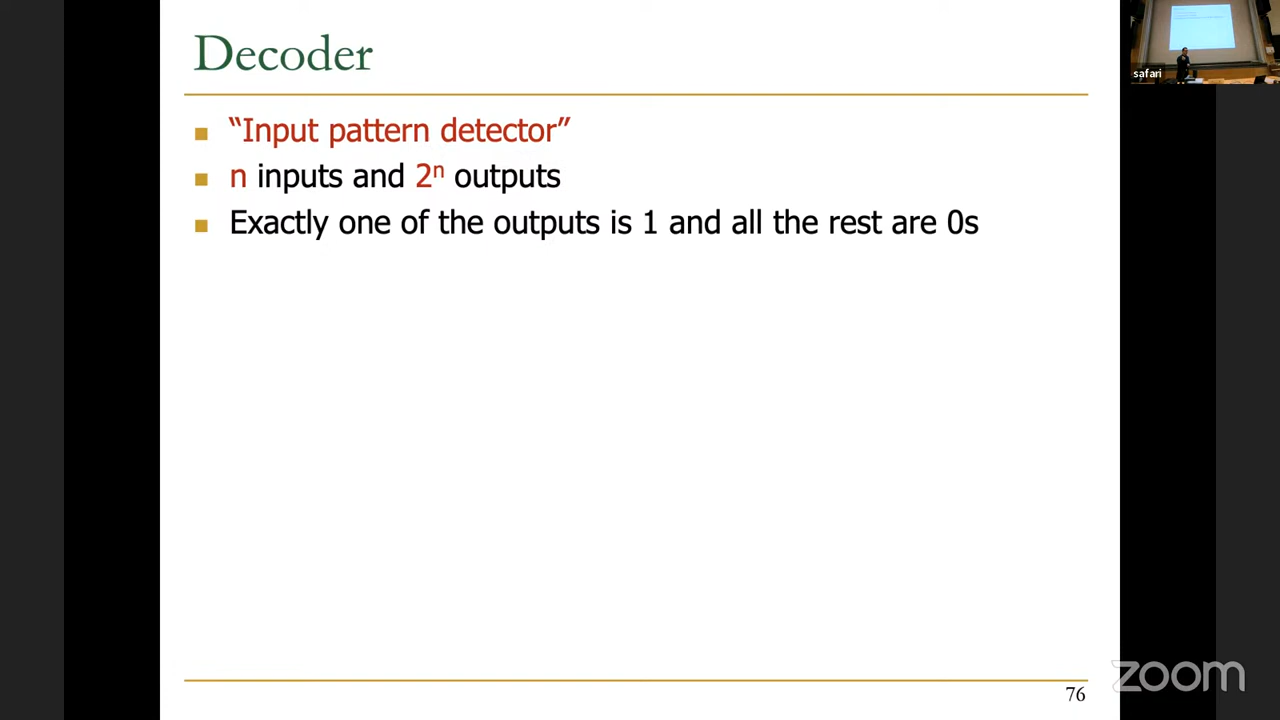 Decoder
safari
“Input pattern detector”
n inputs and 2ⁿ outputs
Exactly one of the outputs is 1 and all the rest are 0s
76
zoom